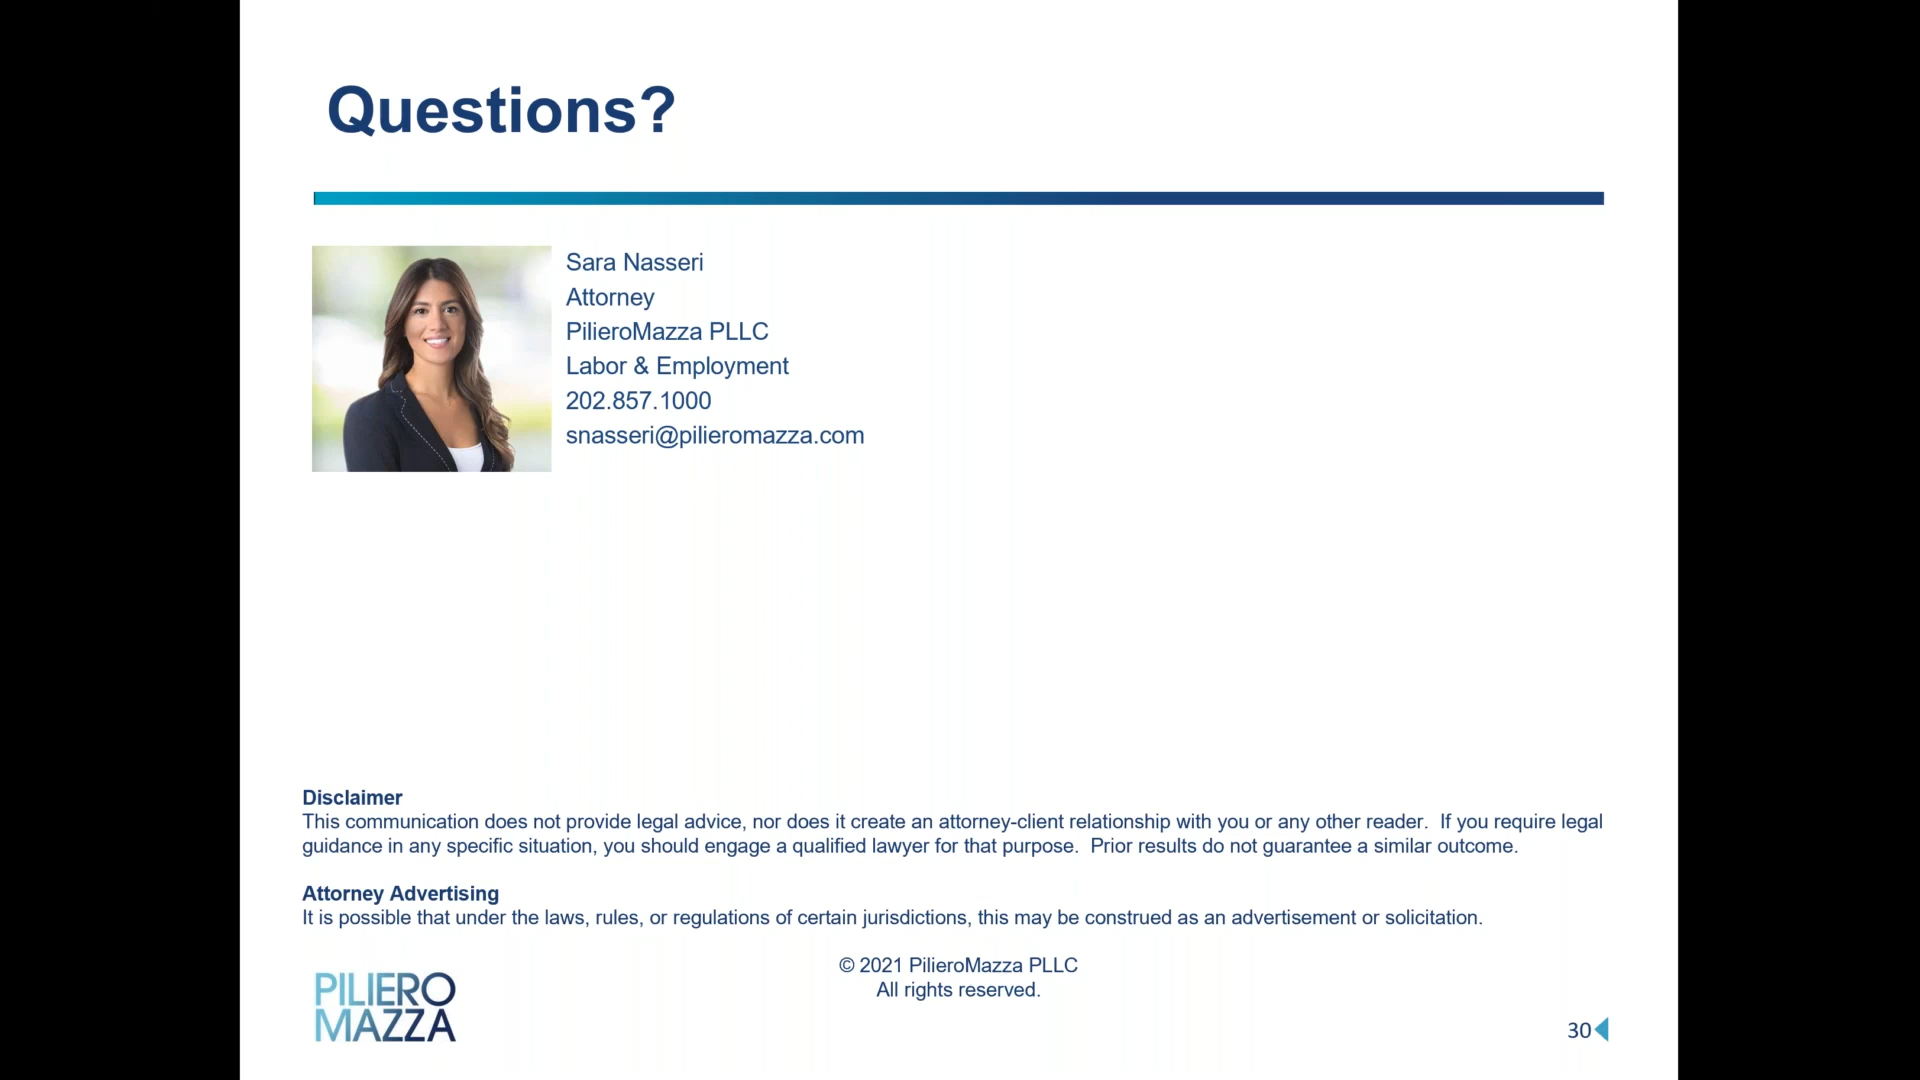 Questions?
Sara Nasseri
Attorney
PilieroMazza PLLC
Labor & Employment
202.857.1000
snasseri@pilieromazza.com
Disclaimer
This communication does not provide legal advice, nor does it create an attorney-client relationship with you or any other reader.  If you require legal
guidance in any specific situation, you should engage a qualified lawyer for that purpose.  Prior results do not guarantee a similar outcome.
Attorney Advertising
It is possible that under the laws, rules, or regulations of certain jurisdictions, this may be construed as an advertisement or solicitation.
© 2021 PilieroMazza PLLC
All rights reserved.
PILIERO
MAZZA
30